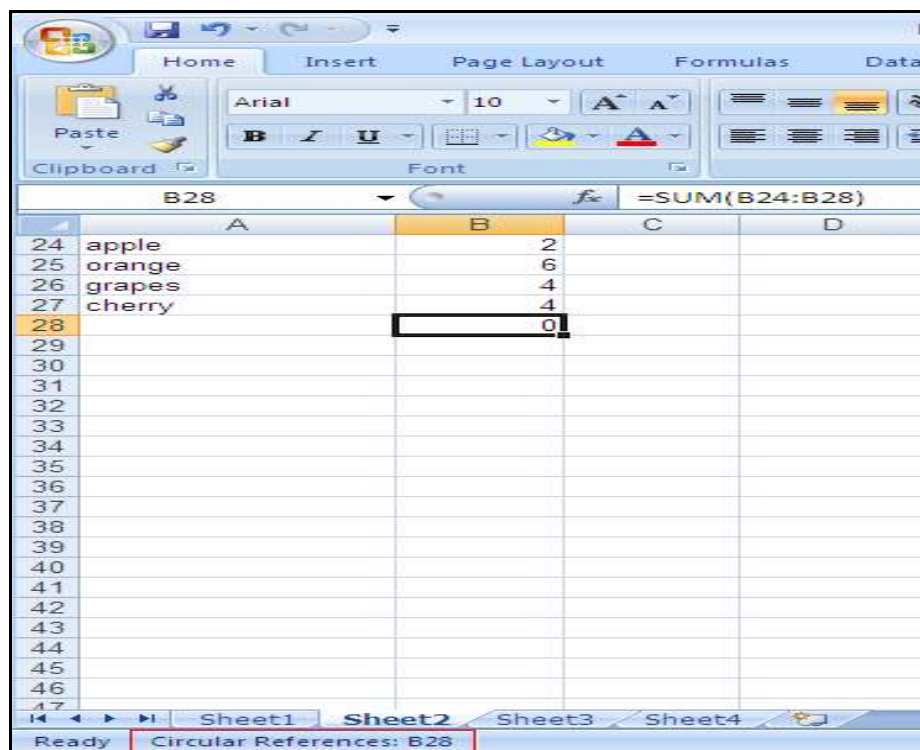 Home Insert Page Layout Formulas Data
Arial 10 A A
Paste B I U A
Clipboard Font
B28 fx =SUM(B24:B28)
A B C D
24 apple 2
25 orange 6
26 grapes 4
27 cherry 4
28 0
29
30
31
32
33
34
35
36
37
38
39
40
41
42
43
44
45
46
47
Sheet1 Sheet2 Sheet3 Sheet4
Ready Circular References: B28